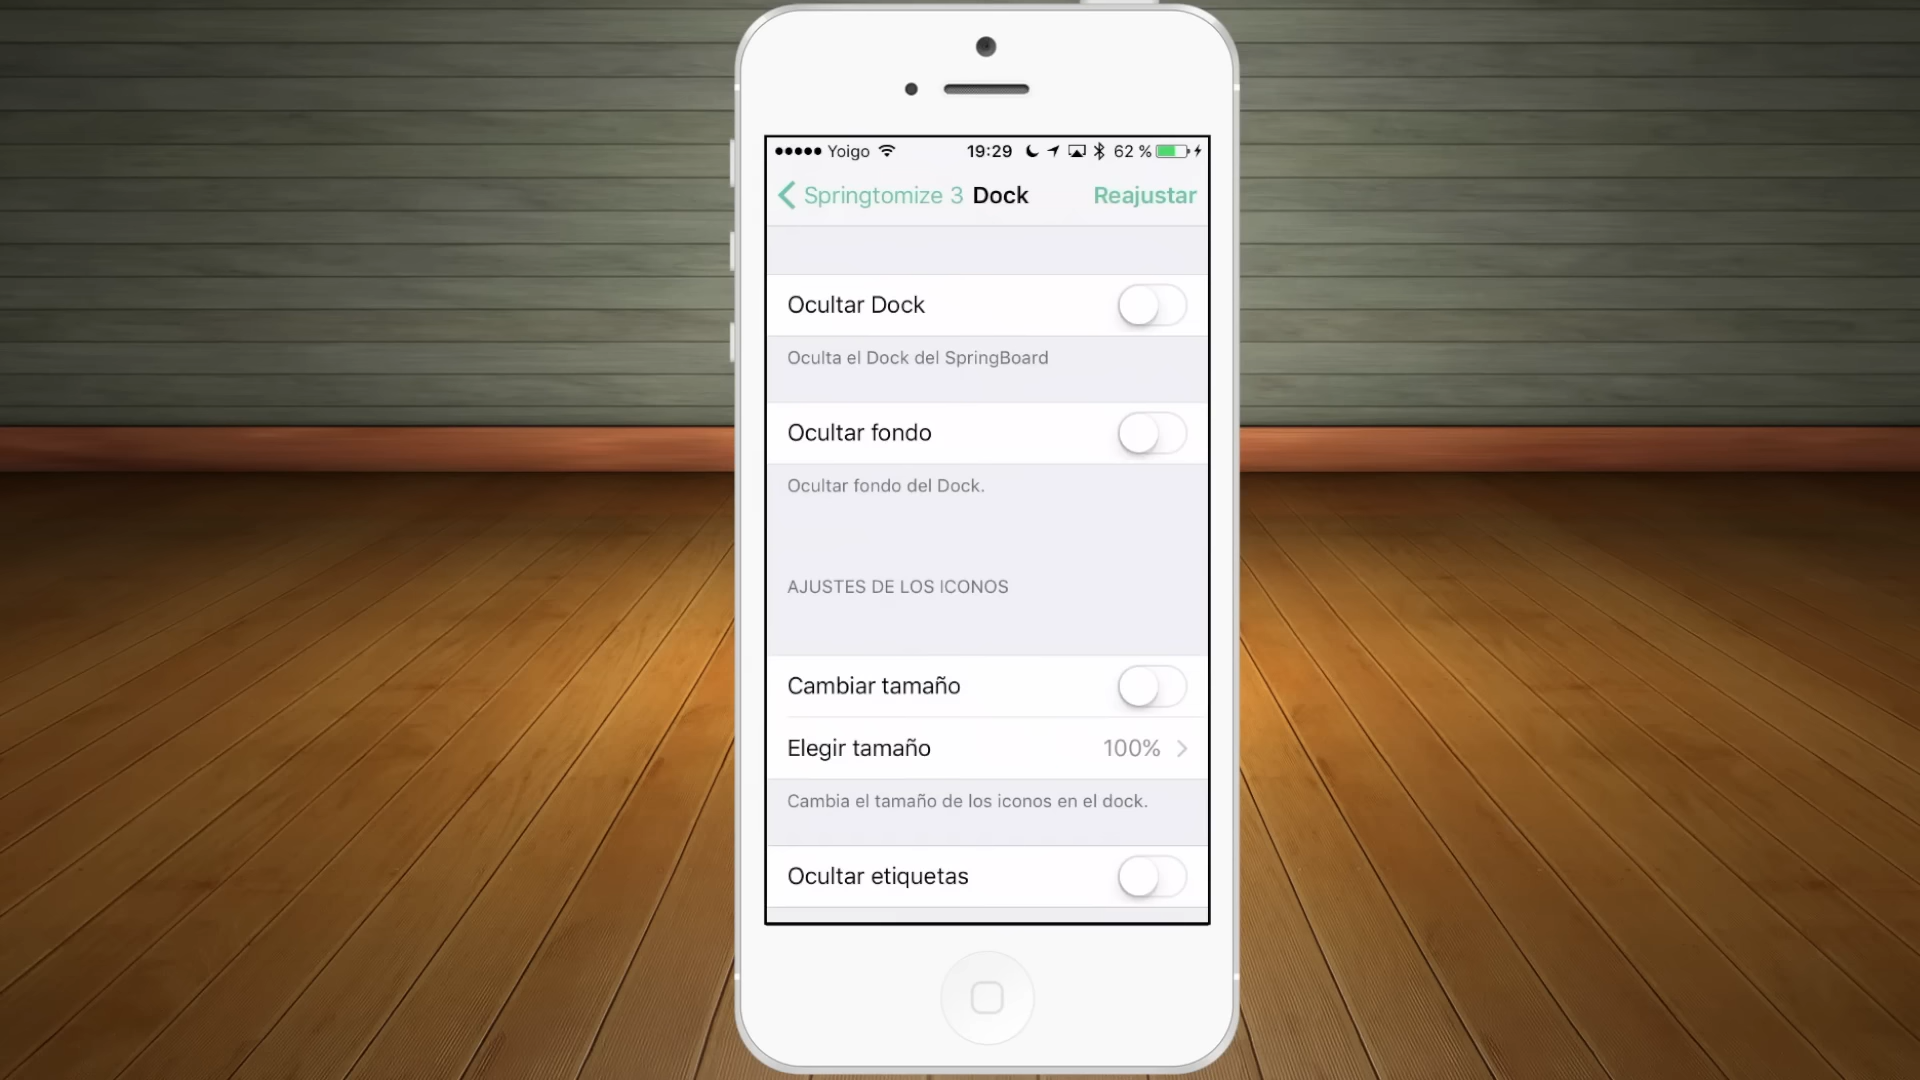 Yoigo 19:29 62 %
Springtomize 3 Dock Reajustar
Ocultar Dock
Oculta el Dock del SpringBoard
Ocultar fondo
Ocultar fondo del Dock.
AJUSTES DE LOS ICONOS
Cambiar tamaño
Elegir tamaño 100%
Cambia el tamaño de los iconos en el dock.
Ocultar etiquetas